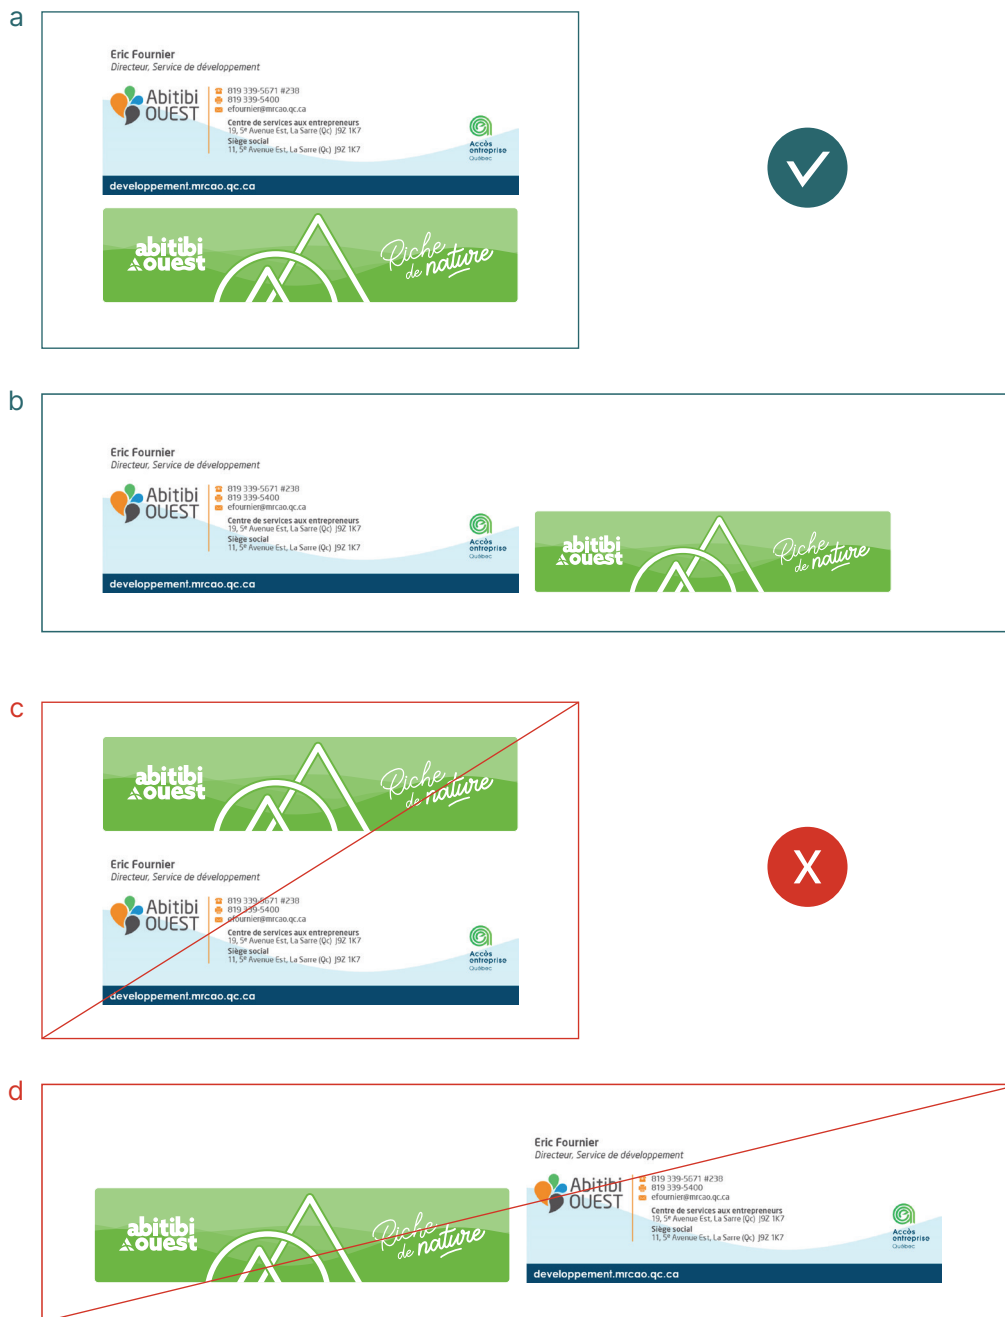 a
Eric Fournier
Directeur, Service de développement
Abitibi
OUEST
819 339-5671 #238
819 339-5400
efournier@mrcao.qc.ca
Centre de services aux entrepreneurs
19, 5e Avenue Est, La Sarre (Qc) J9Z 1K7
Siège social
11, 5e Avenue Est, La Sarre (Qc) J9Z 1K7
Accès
entreprise
Québec
developpement.mrcao.qc.ca
abitibi
ouest
Riche
de nature
b
Eric Fournier
Directeur, Service de développement
Abitibi
OUEST
819 339-5671 #238
819 339-5400
efournier@mrcao.qc.ca
Centre de services aux entrepreneurs
19, 5e Avenue Est, La Sarre (Qc) J9Z 1K7
Siège social
11, 5e Avenue Est, La Sarre (Qc) J9Z 1K7
Accès
entreprise
Québec
developpement.mrcao.qc.ca
abitibi
ouest
Riche
de nature
c
abitibi
ouest
Riche
de nature
Eric Fournier
Directeur, Service de développement
Abitibi
OUEST
819 339-5671 #238
819 339-5400
efournier@mrcao.qc.ca
Centre de services aux entrepreneurs
19, 5e Avenue Est, La Sarre (Qc) J9Z 1K7
Siège social
11, 5e Avenue Est, La Sarre (Qc) J9Z 1K7
Accès
entreprise
Québec
developpement.mrcao.qc.ca
X
d
abitibi
ouest
Riche
de nature
Eric Fournier
Directeur, Service de développement
Abitibi
OUEST
819 339-5671 #238
819 339-5400
efournier@mrcao.qc.ca
Centre de services aux entrepreneurs
19, 5e Avenue Est, La Sarre (Qc) J9Z 1K7
Siège social
11, 5e Avenue Est, La Sarre (Qc) J9Z 1K7
Accès
entreprise
Québec
developpement.mrcao.qc.ca